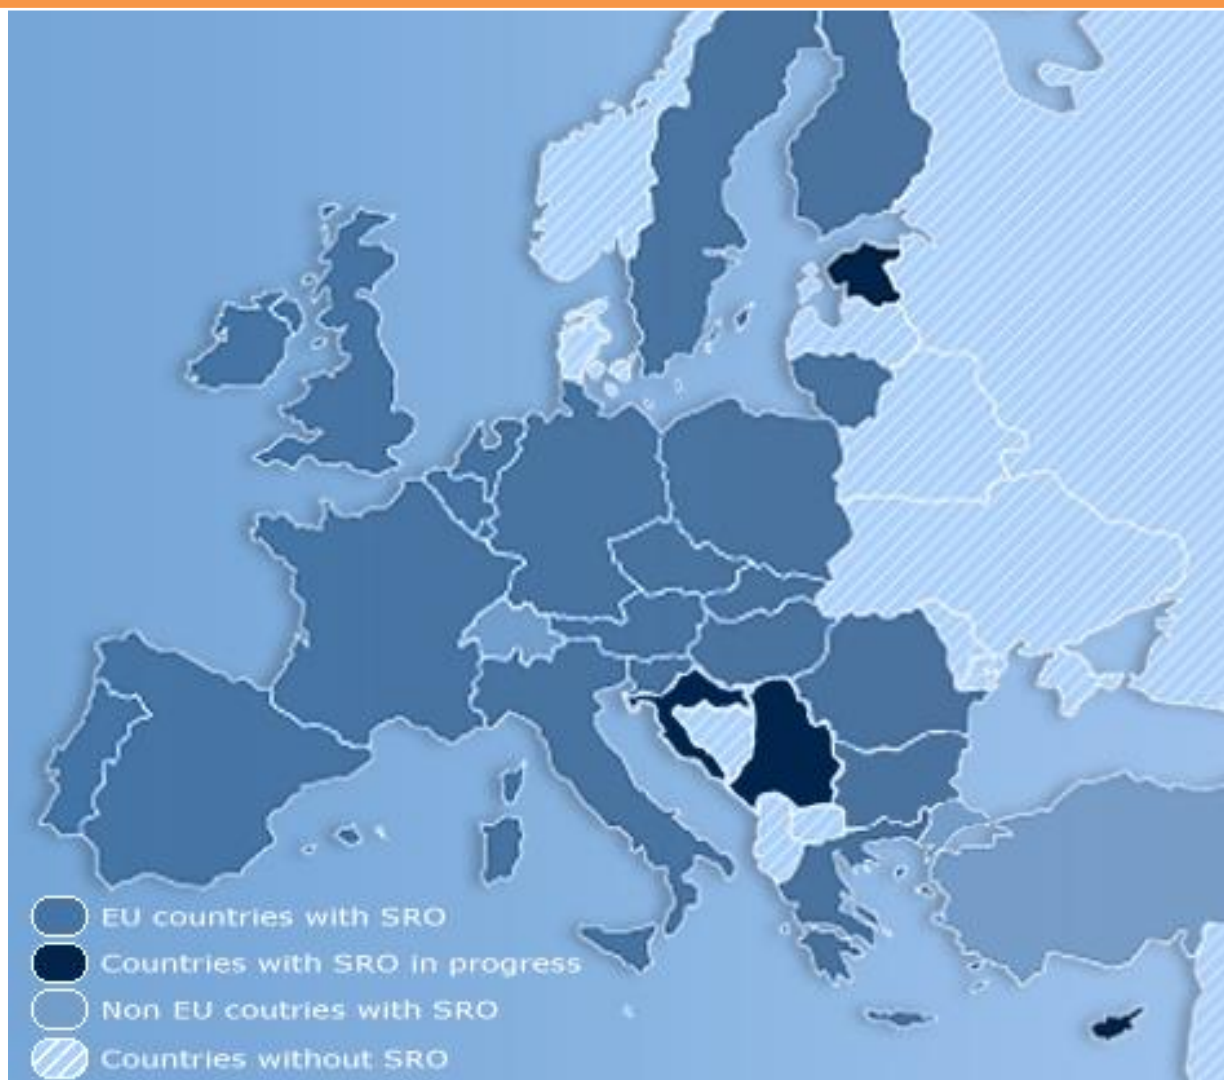 EU countries with SRO
Countries with SRO in progress
Non EU coutries with SRO
Countries without SRO